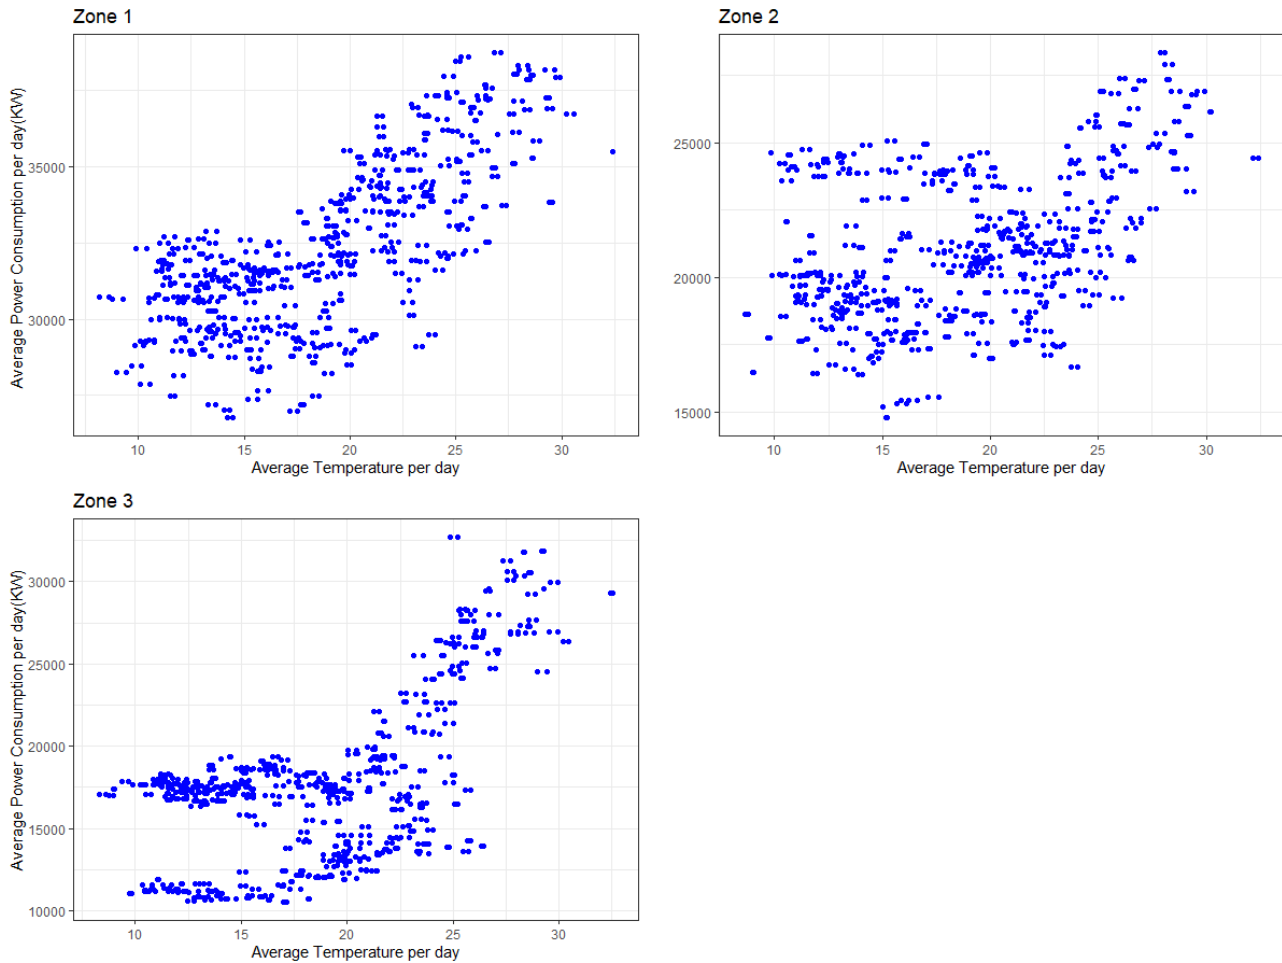 Zone 1
Average Power Consumption per day(KW)
35000
30000
10 15 20 25 30
Average Temperature per day
Zone 2
25000
20000
15000
10 15 20 25 30
Average Temperature per day
Zone 3
Average Power Consumption per day(KW)
30000
25000
20000
15000
10000
10 15 20 25 30
Average Temperature per day